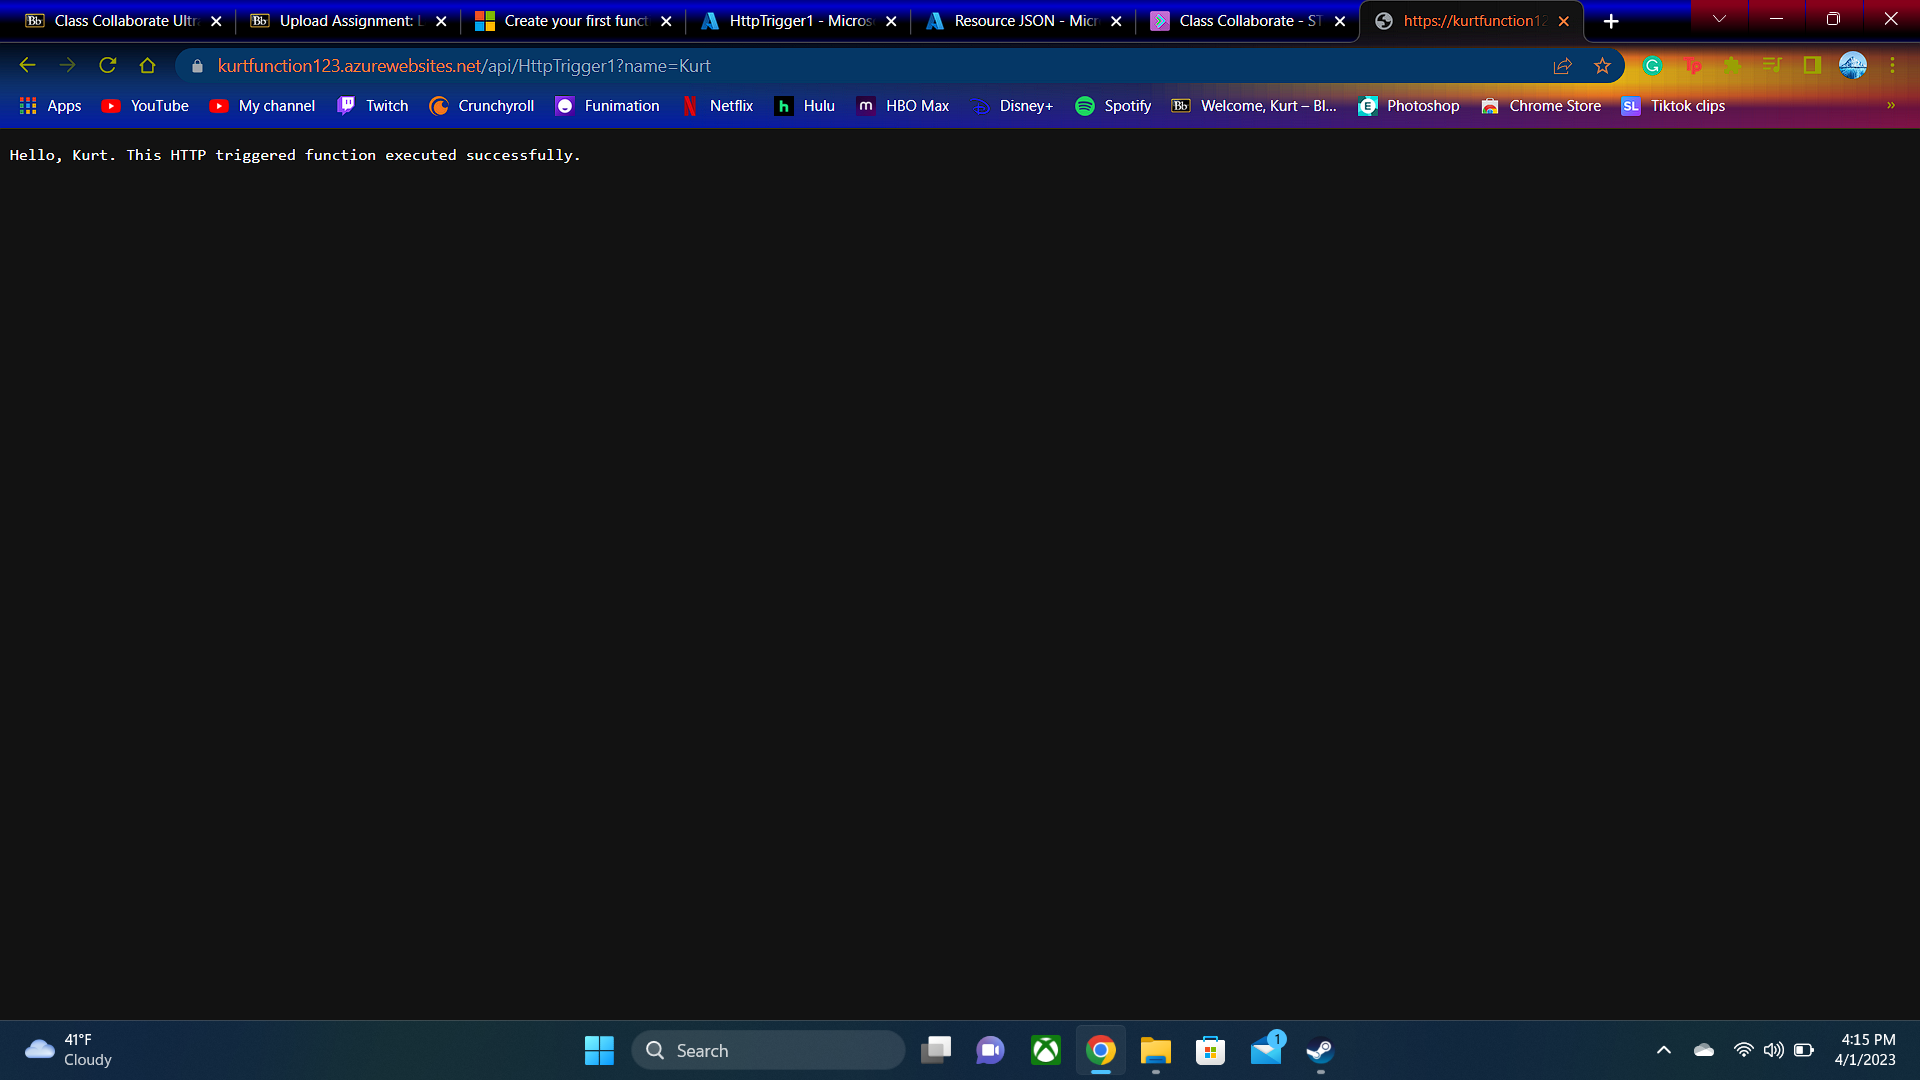 Class Collaborate Ultra
Upload Assignment: L
Create your first funct
HttpTrigger1 - Micros
Resource JSON - Micr
Class Collaborate - ST
https://kurtfunction12
kurtfunction123.azurewebsites.net/api/HttpTrigger1?name=Kurt
Apps YouTube My channel Twitch Crunchyroll Funimation Netflix Hulu HBO Max Disney+ Spotify Welcome, Kurt – Bl... Photoshop Chrome Store Tiktok clips
Hello, Kurt. This HTTP triggered function executed successfully.
41°F
Cloudy
Search
1
4:15 PM
4/1/2023